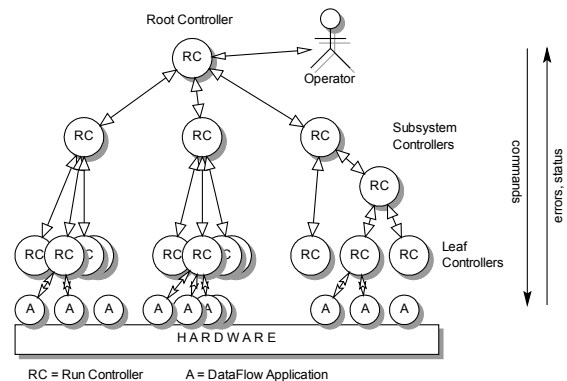 Root Controller
RC
Operator
RC
RC
RC
Subsystem
Controllers
RC
commands
errors, status
RC
RC
RC
RC
RC
RC
RC
Leaf
Controllers
A
A
A
A
A
A
A
A
A
HARDWARE
RC = Run Controller
A = DataFlow Application